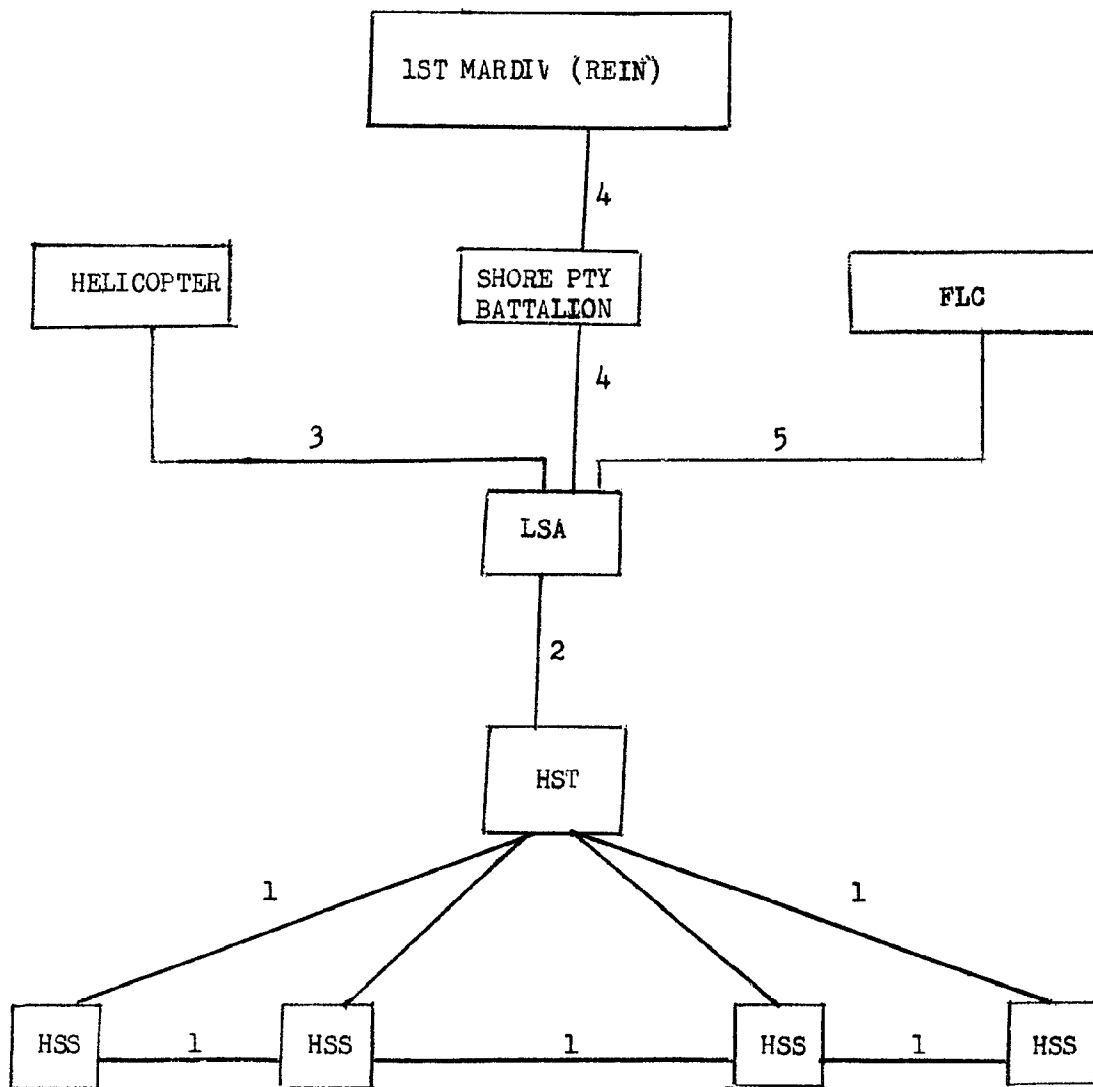 1ST MARDIV (REIN)
4
HELICOPTER
SHORE PTY
BATTALION
FLC
4
3
5
LSA
2
HST
1
1
HSS
1
HSS
1
HSS
1
HSS